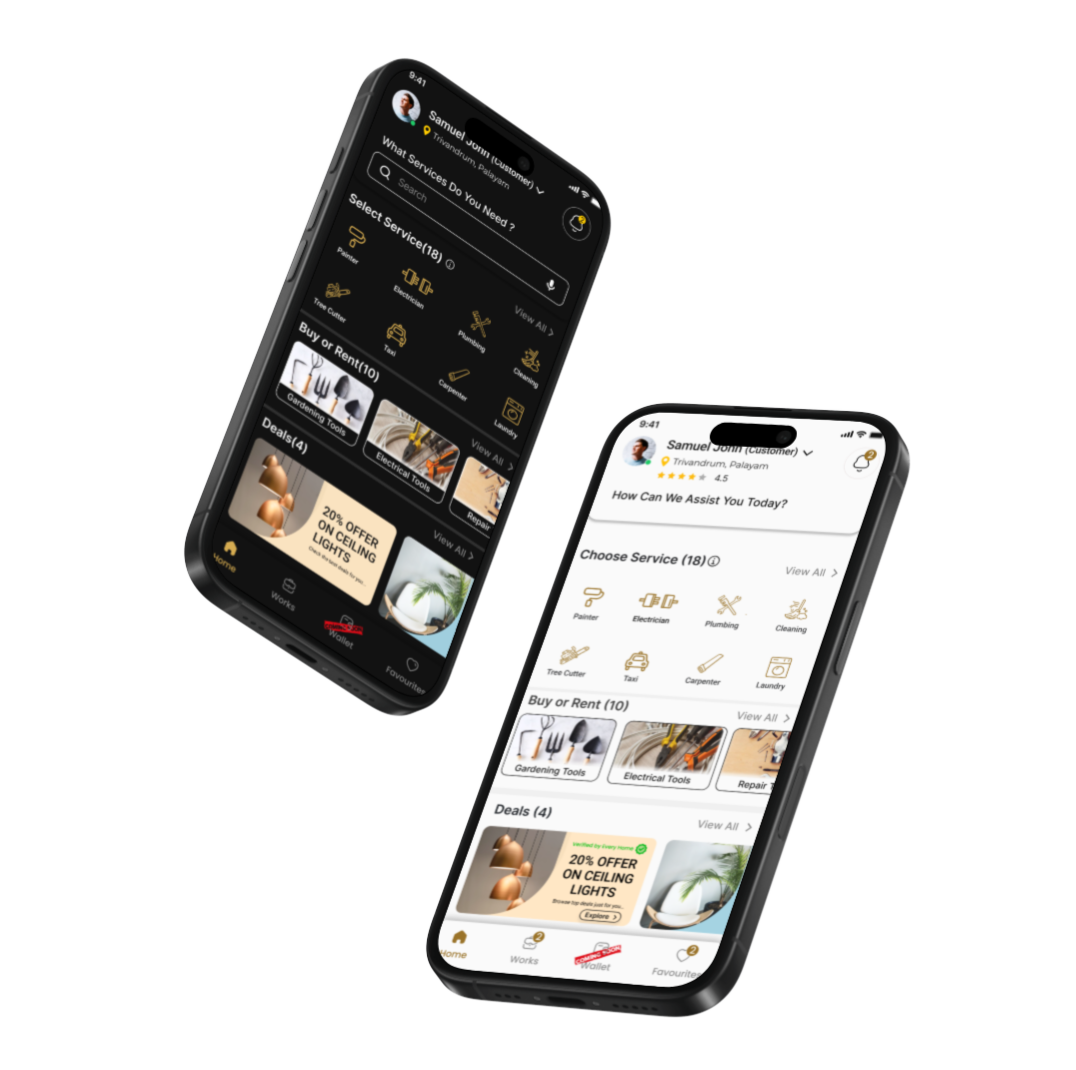 9:41
Samuel John (Customer)
Trivandrum, Palayam
2
What Services Do You Need ?
Search
Select Service(18)
View All
Painter
Electrician
Plumbing
Cleaning
Tree Cutter
Taxi
Carpenter
Laundry
Buy or Rent(10)
View All
Gardening Tools
Electrical Tools
Repair
Deals(4)
View All
20% OFFER
ON CEILING
LIGHTS
Check the best deals for you...
Home
Works
Wallet
Favourites
9:41
Samuel John (Customer)
Trivandrum, Palayam
4.5
2
How Can We Assist You Today?
Choose Service (18)
View All
Painter
Electrician
Plumbing
Cleaning
Tree Cutter
Taxi
Carpenter
Laundry
Buy or Rent (10)
View All
Gardening Tools
Electrical Tools
Repair T
Deals (4)
View All
Verified by Every Home
20% OFFER
ON CEILING
LIGHTS
Browse top deals just for you...
Explore
Home
2
Works
COMING SOON
Wallet
2
Favourites